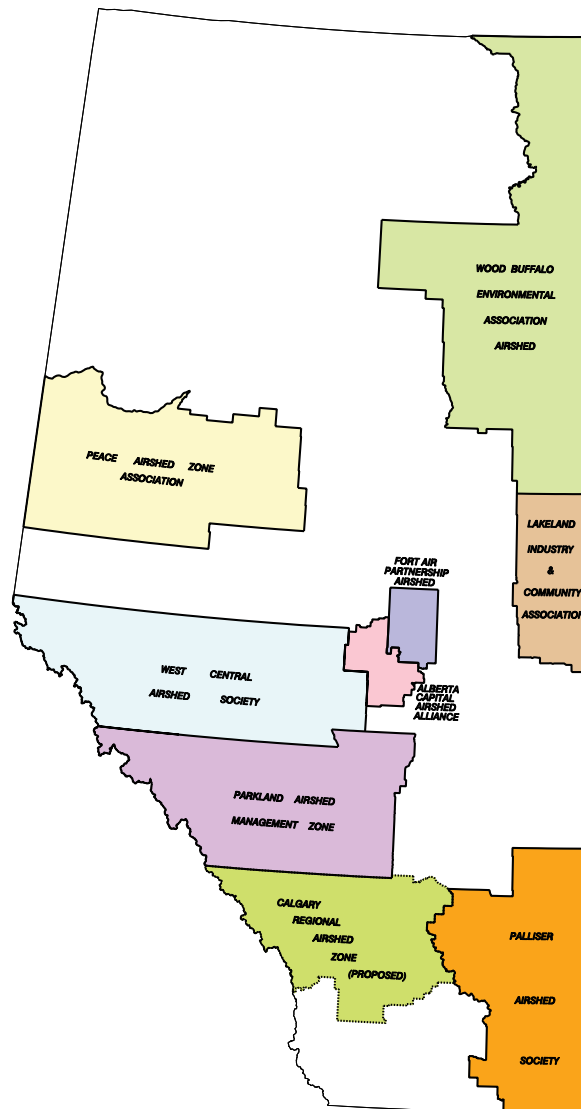 WOOD BUFFALO
ENVIRONMENTAL
ASSOCIATION
AIRSHED
PEACE AIRSHED ZONE
ASSOCIATION
LAKELAND
INDUSTRY
&
COMMUNITY
ASSOCIATION
FORT AIR
PARTNERSHIP
AIRSHED
WEST CENTRAL
AIRSHED SOCIETY
ALBERTA
CAPITAL
AIRSHED
ALLIANCE
PARKLAND AIRSHED
MANAGEMENT ZONE
CALGARY
REGIONAL
AIRSHED
ZONE
(PROPOSED)
PALLISER
AIRSHED
SOCIETY